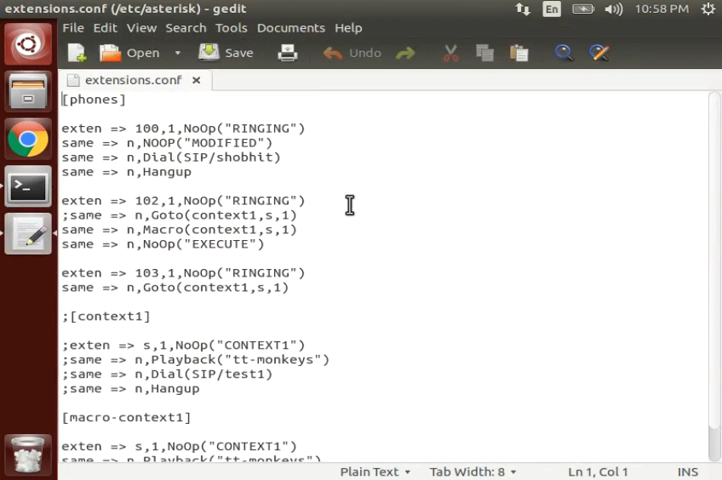 extensions.conf (/etc/asterisk) - gedit
En
10:58 PM
File Edit View Search Tools Documents Help
Open Save Undo
extensions.conf ×
[phones]
exten => 100,1,NoOp("RINGING")
same => n,NOOP("MODIFIED")
same => n,Dial(SIP/shobhit)
same => n,Hangup
exten => 102,1,NoOp("RINGING")
;same => n,Goto(context1,s,1)
same => n,Macro(context1,s,1)
same => n,NoOp("EXECUTE")
exten => 103,1,NoOp("RINGING")
same => n,Goto(context1,s,1)
;[context1]
;exten => s,1,NoOp("CONTEXT1")
;same => n,Playback("tt-monkeys")
;same => n,Dial(SIP/test1)
;same => n,Hangup
[macro-context1]
exten => s,1,NoOp("CONTEXT1")
same => n,Playback("tt-monkeys")
Plain Text Tab Width: 8 Ln 1, Col 1 INS